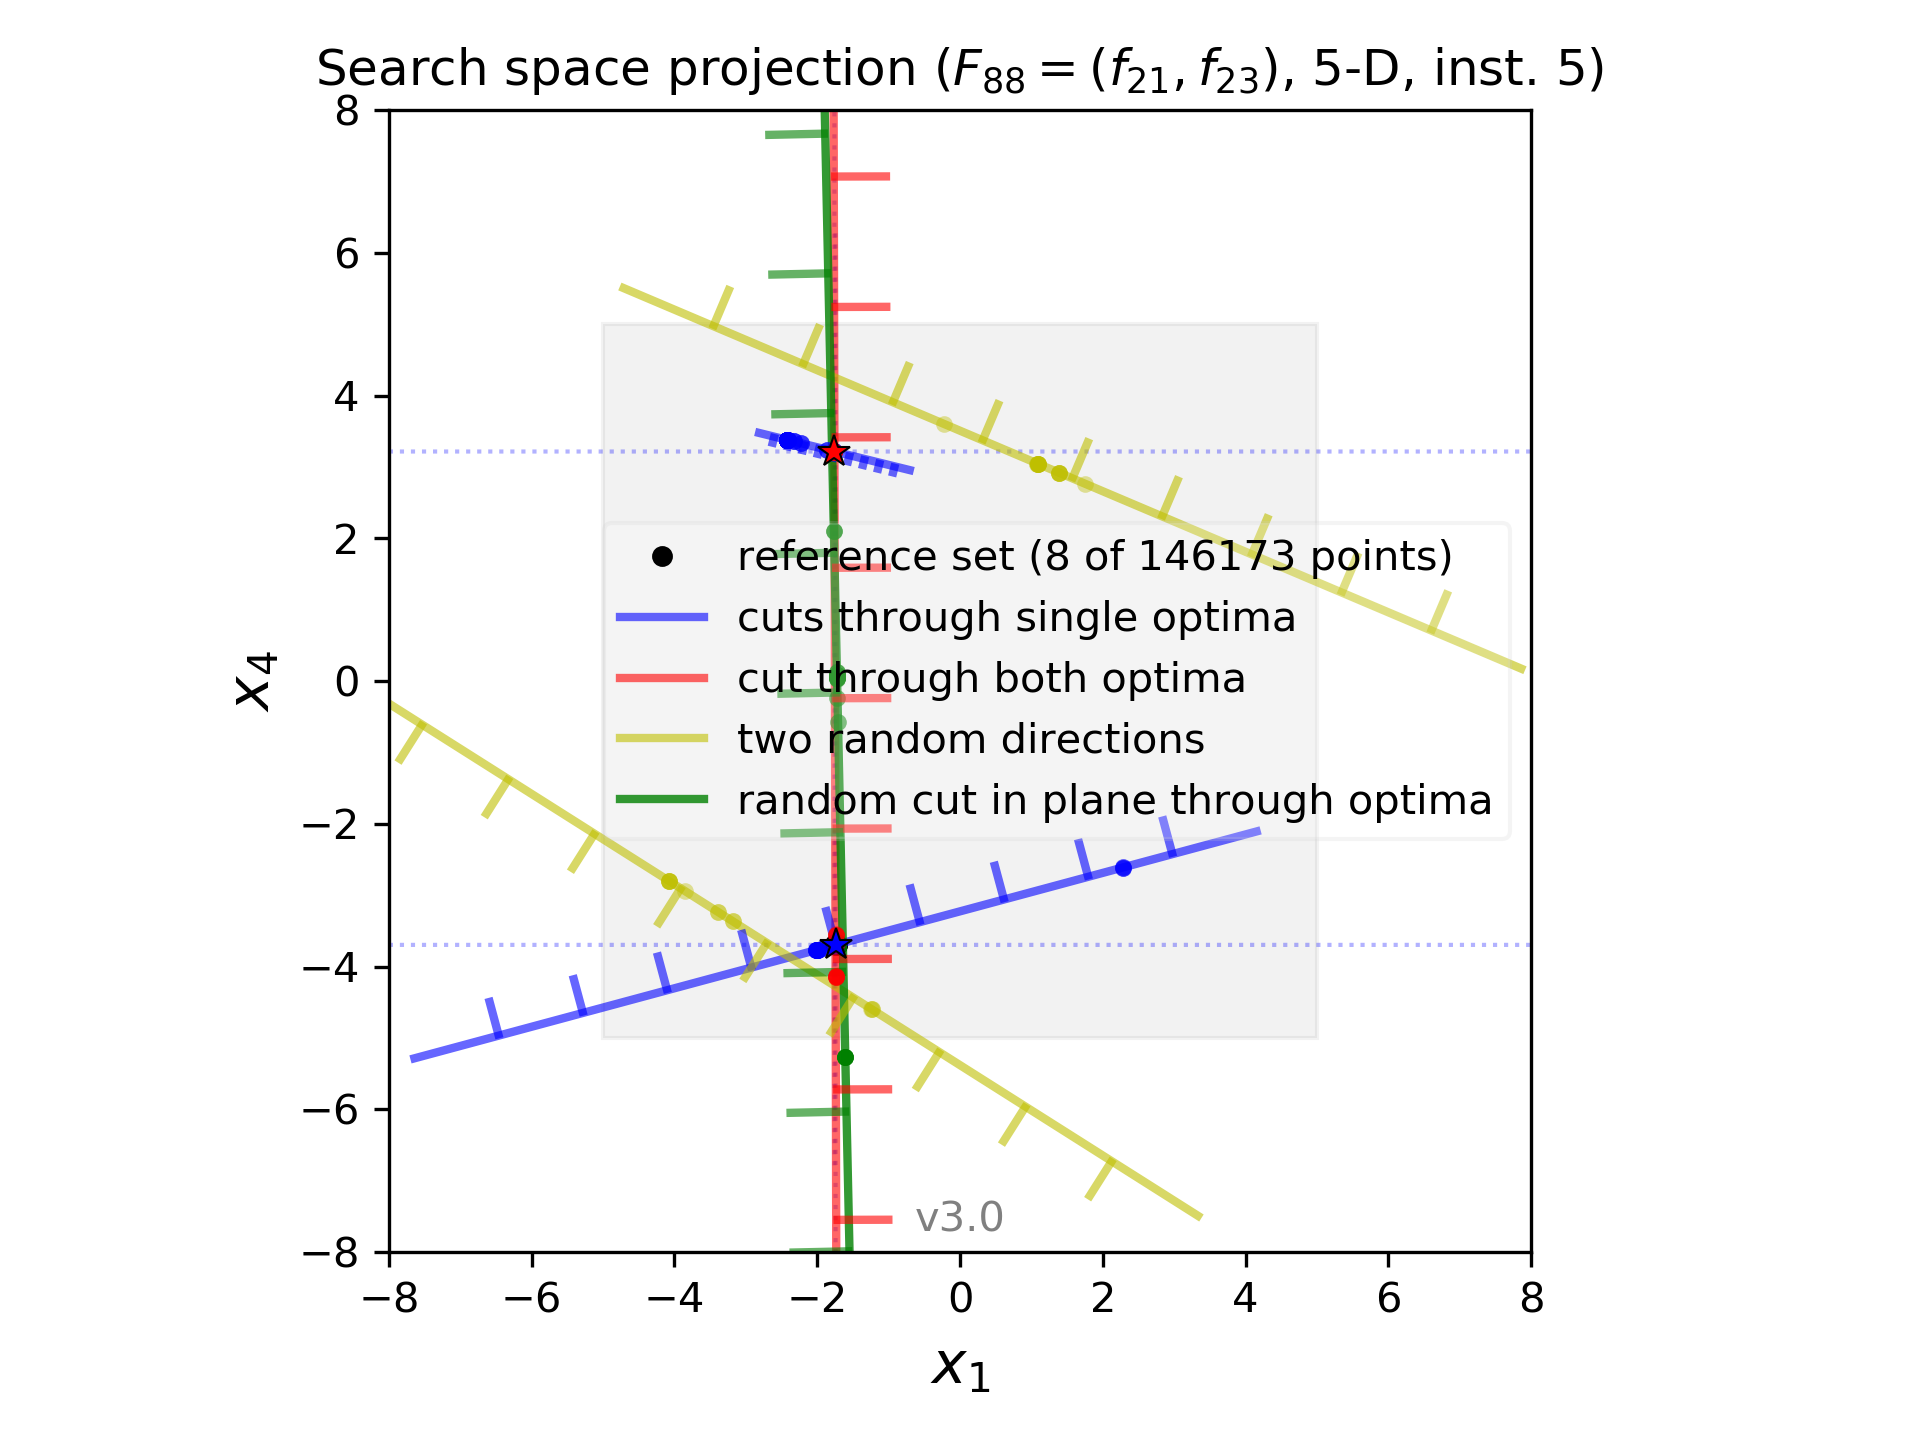 Search space projection (F₈₈ = (f₂₁, f₂₃), 5-D, inst. 5)
8
6
4
2
0
−2
−4
−6
−8
x₄
reference set (8 of 146173 points)
cuts through single optima
cut through both optima
two random directions
random cut in plane through optima
v3.0
−8 −6 −4 −2 0 2 4 6 8
x₁